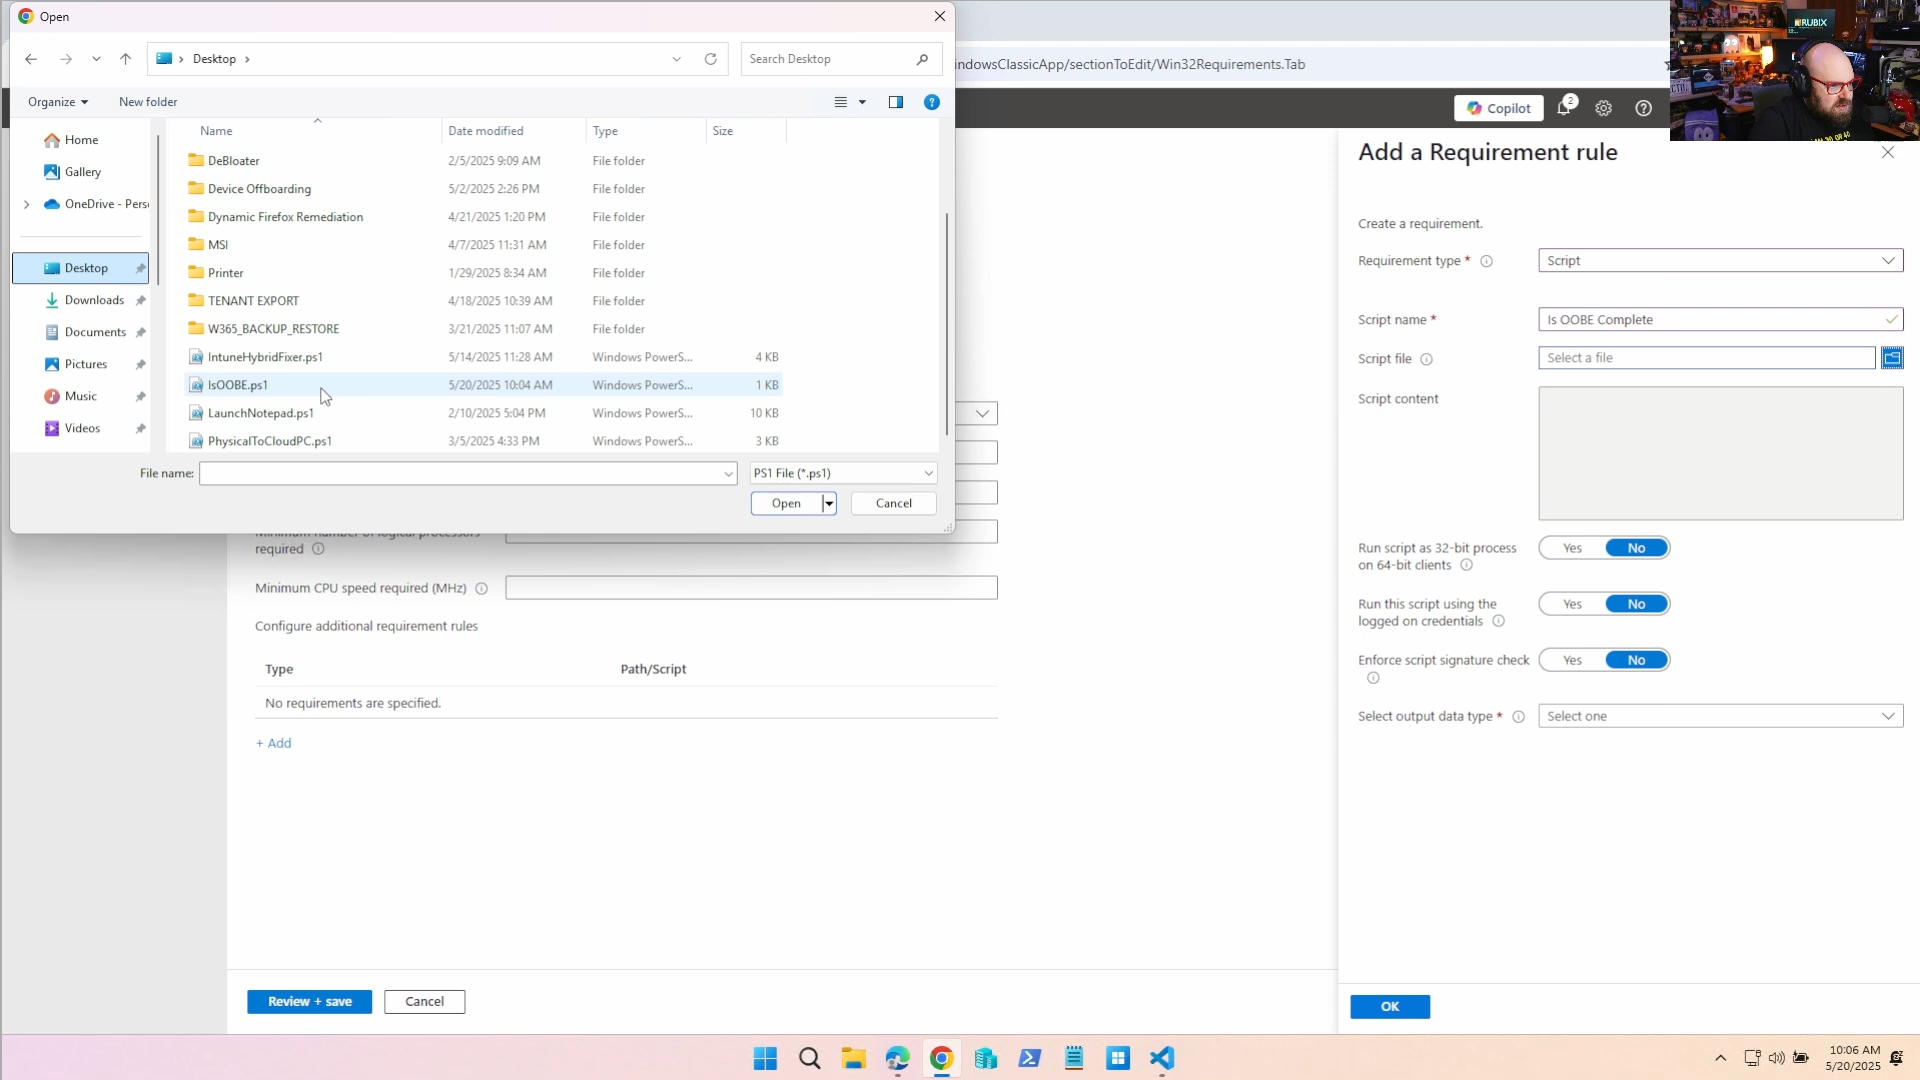 Open
Desktop
Search Desktop
indowsClassicApp/sectionToEdit/Win32Requirements.Tab
RUBIX
Organize
New folder
Copilot
2
Home
Gallery
OneDrive - Pers
Desktop
Downloads
Documents
Pictures
Music
Videos
Name Date modified Type Size
DeBloater 2/5/2025 9:09 AM File folder
Device Offboarding 5/2/2025 2:26 PM File folder
Dynamic Firefox Remediation 4/21/2025 1:20 PM File folder
MSI 4/7/2025 11:31 AM File folder
Printer 1/29/2025 8:34 AM File folder
TENANT EXPORT 4/18/2025 10:39 AM File folder
W365_BACKUP_RESTORE 3/21/2025 11:07 AM File folder
IntuneHybridFixer.ps1 5/14/2025 11:28 AM Windows PowerS... 4 KB
IsOOBE.ps1 5/20/2025 10:04 AM Windows PowerS... 1 KB
LaunchNotepad.ps1 2/10/2025 5:04 PM Windows PowerS... 10 KB
PhysicalToCloudPC.ps1 3/5/2025 4:33 PM Windows PowerS... 3 KB
File name:
PS1 File (*.ps1)
Open
Cancel
Minimum number of logical processors
required
Minimum CPU speed required (MHz)
Configure additional requirement rules
Type Path/Script
No requirements are specified.
+ Add
Review + save
Cancel
Add a Requirement rule
Create a requirement.
Requirement type * Script
Script name * Is OOBE Complete
Script file Select a file
Script content
Run script as 32-bit process
on 64-bit clients
Yes No
Run this script using the
logged on credentials
Yes No
Enforce script signature check
Yes No
Select output data type * Select one
OK
10:06 AM
5/20/2025